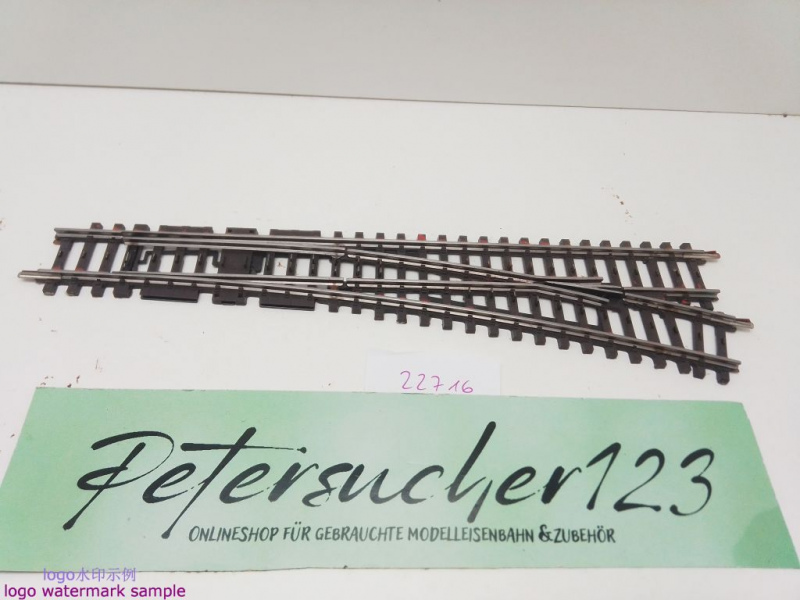 22716
Petersucher123
ONLINESHOP FÜR GEBRAUCHTE MODELLEISENBAHN &ZUBEHÖR
logo水印示例
logo watermark sample